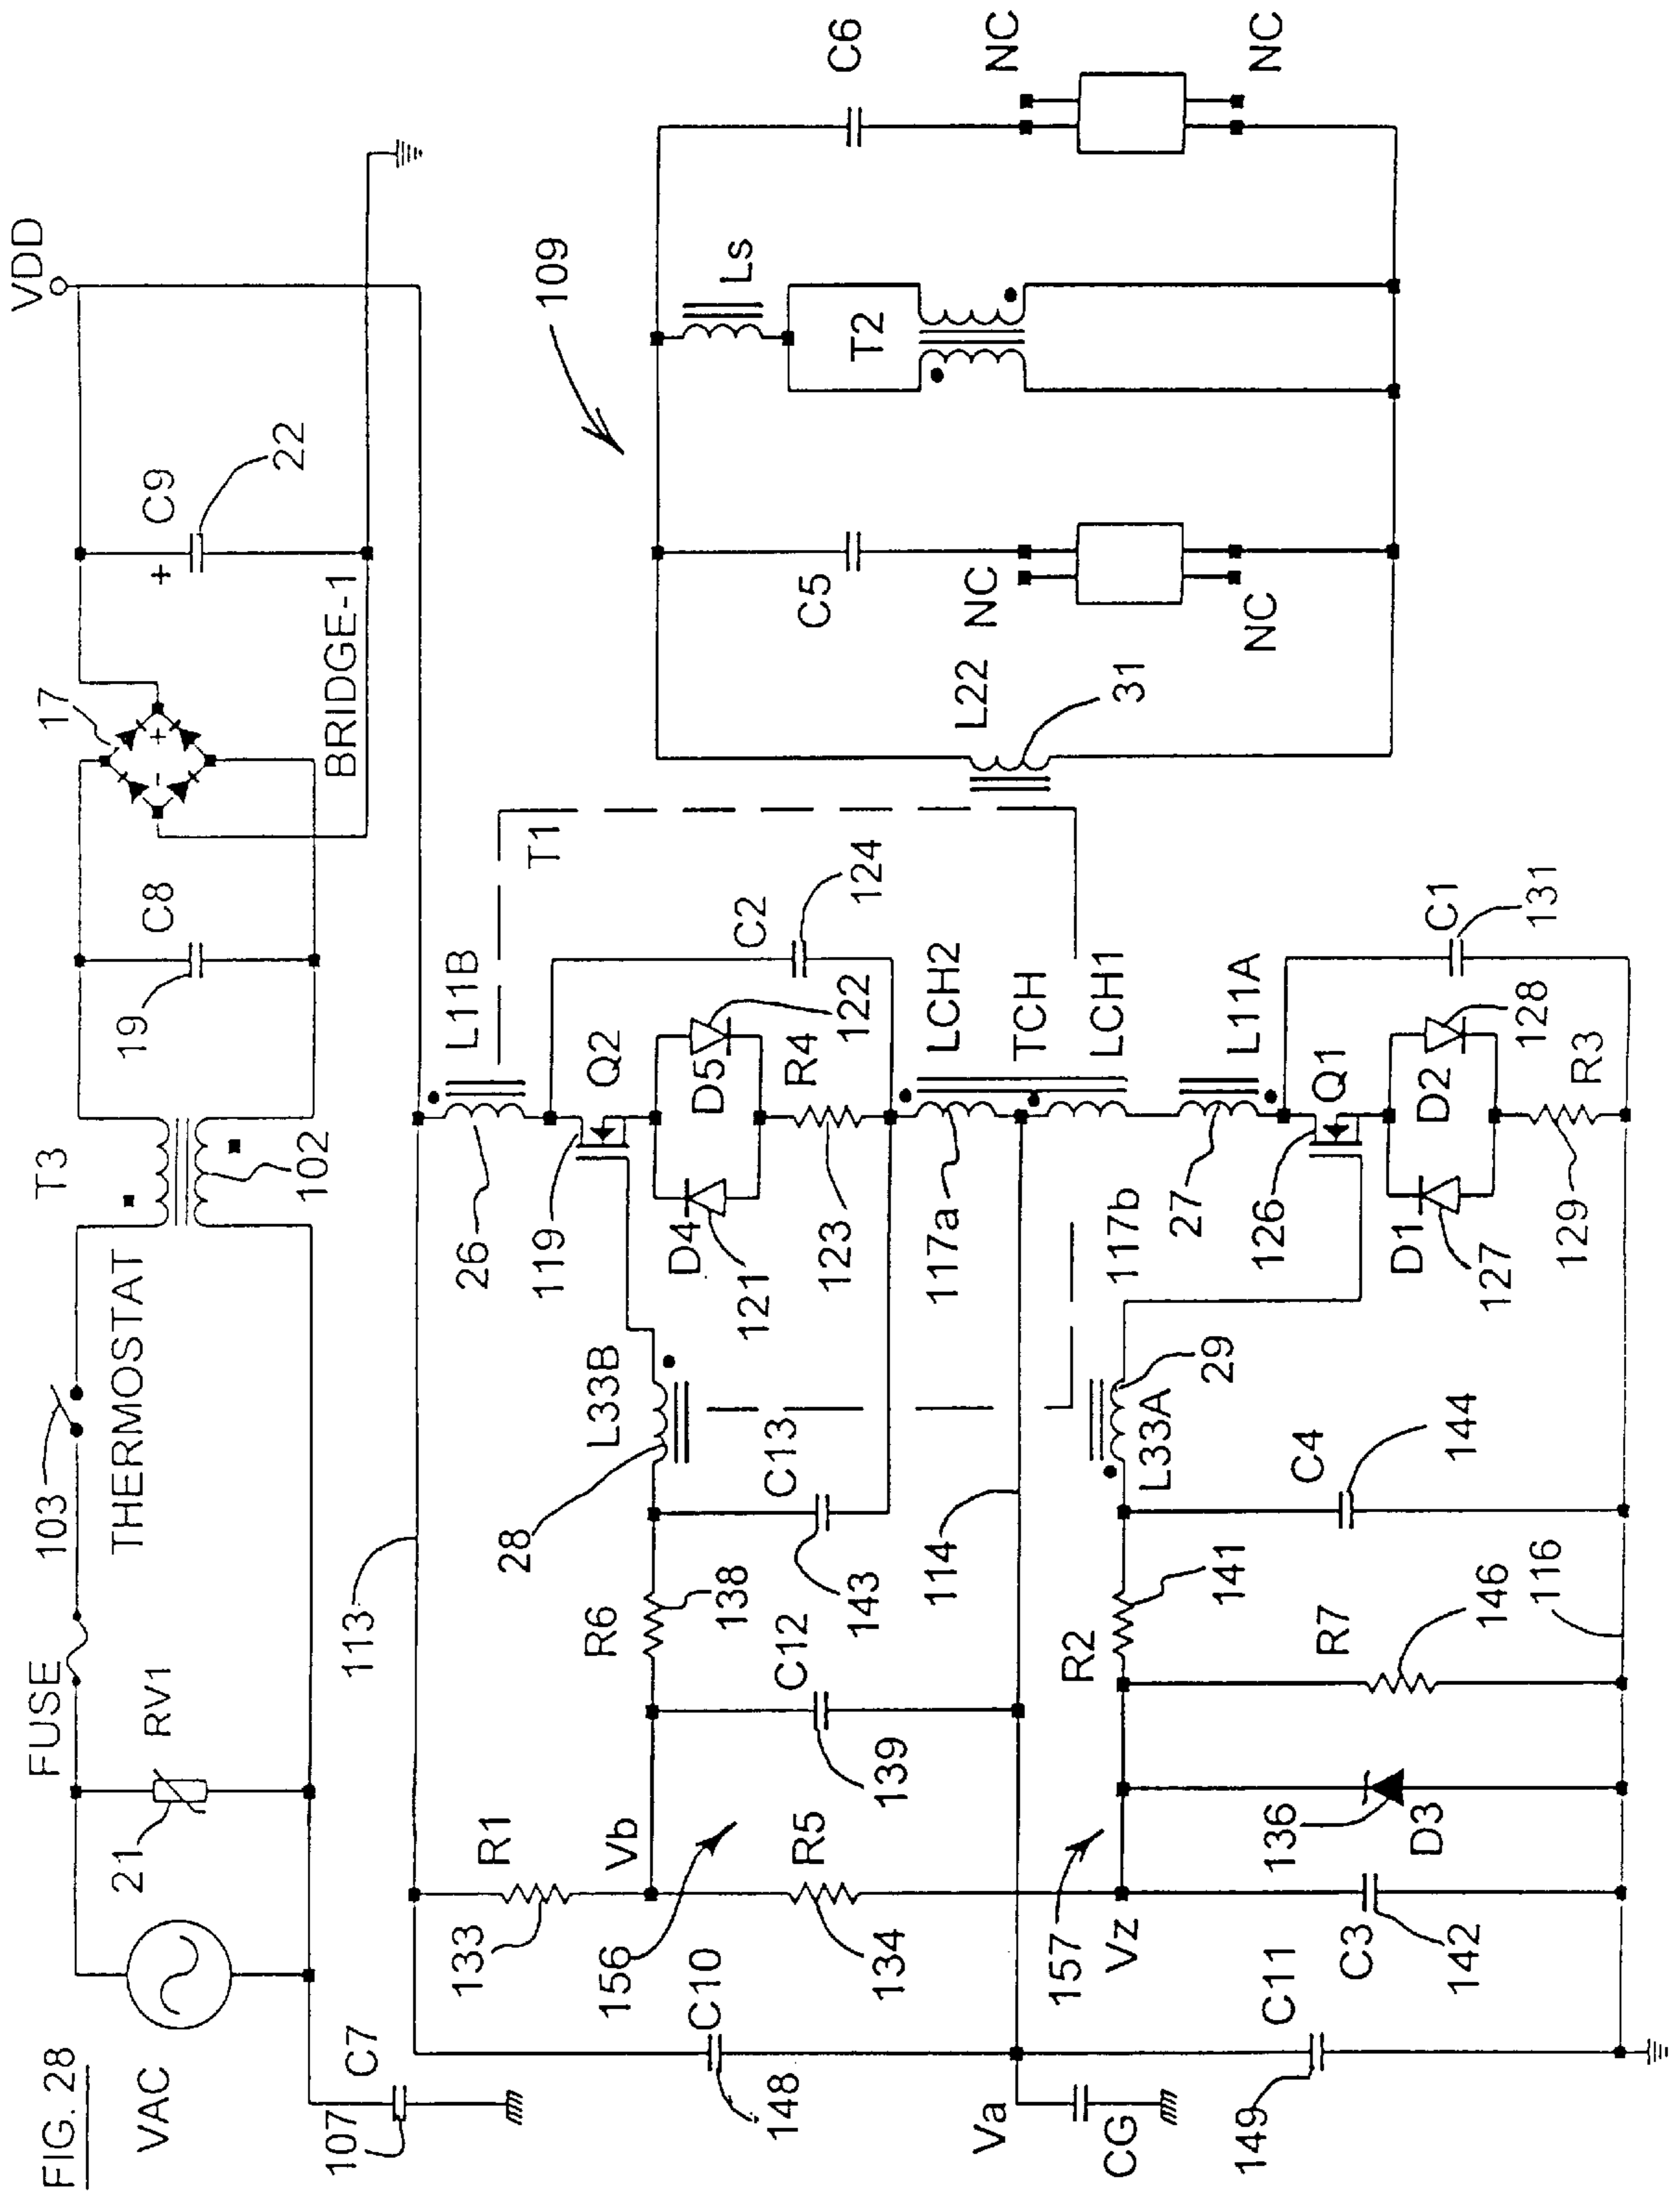 FIG. 28
VAC
FUSE
THERMOSTAT
103
T3
RV1
21
C7
107
102
19
C8
17
BRIDGE-1
C9
+
22
VDD
+
-
113
R1
133
Vb
156
R5
134
C10
148
Va
CG
C11
149
157
Vz
C3
142
D3
136
R7
146
116
R2
141
C4
144
R6
138
C12
139
C13
143
28
L33B
114
L33A
29
L11B
26
Q2
119
D4
121
D5
122
R4
123
C2
124
T1
117a
LCH2
TCH
LCH1
117b
L11A
27
Q1
126
D1
127
D2
128
R3
129
C1
131
109
L22
31
C5
NC
NC
T2
Ls
C6
NC
NC